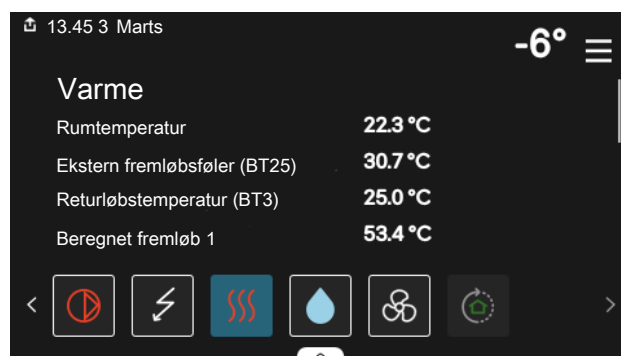 13.45 3 Marts
-6°
Varme
Rumtemperatur 22.3 °C
Ekstern fremløbsføler (BT25) 30.7 °C
Returløbstemperatur (BT3) 25.0 °C
Beregnet fremløb 1 53.4 °C